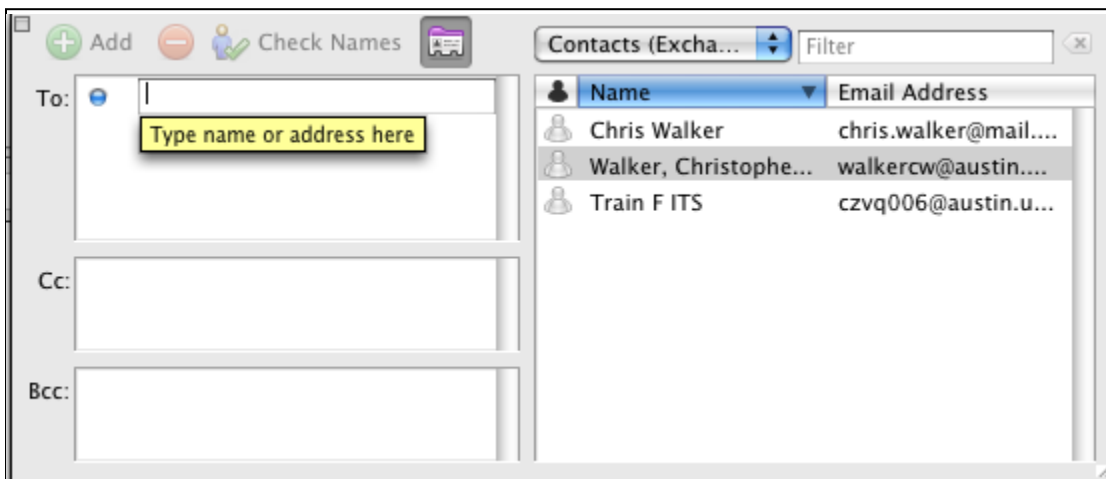 Add Check Names Contacts (Excha... Filter
To:
Type name or address here
Cc:
Bcc:
Name Email Address
Chris Walker chris.walker@mail....
Walker, Christophe... walkercw@austin....
Train F ITS czvq006@austin.u...